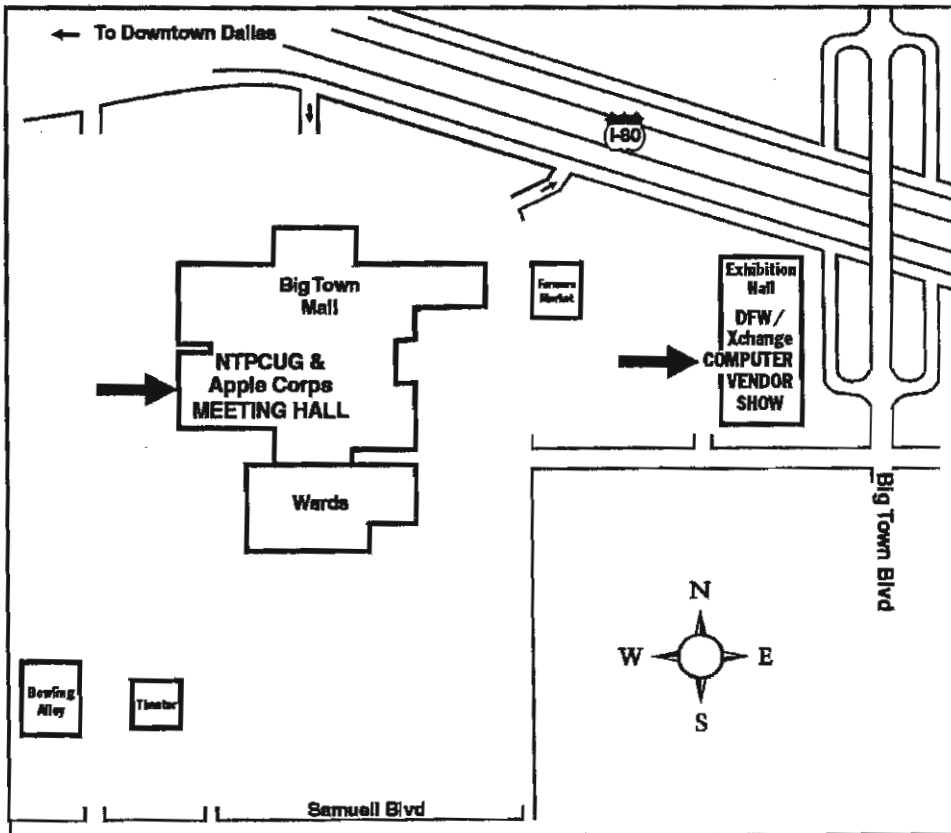 ← To Downtown Dallas
I-80
Big Town
Mall
NTPCUG &
Apple Corps
MEETING HALL
Farmers
Market
Exhibition
Hall
DFW/
Xchange
COMPUTER
VENDOR
SHOW
Wards
Big Town Blvd
N
W
E
S
Bowling
Alley
Theater
Samuell Blvd